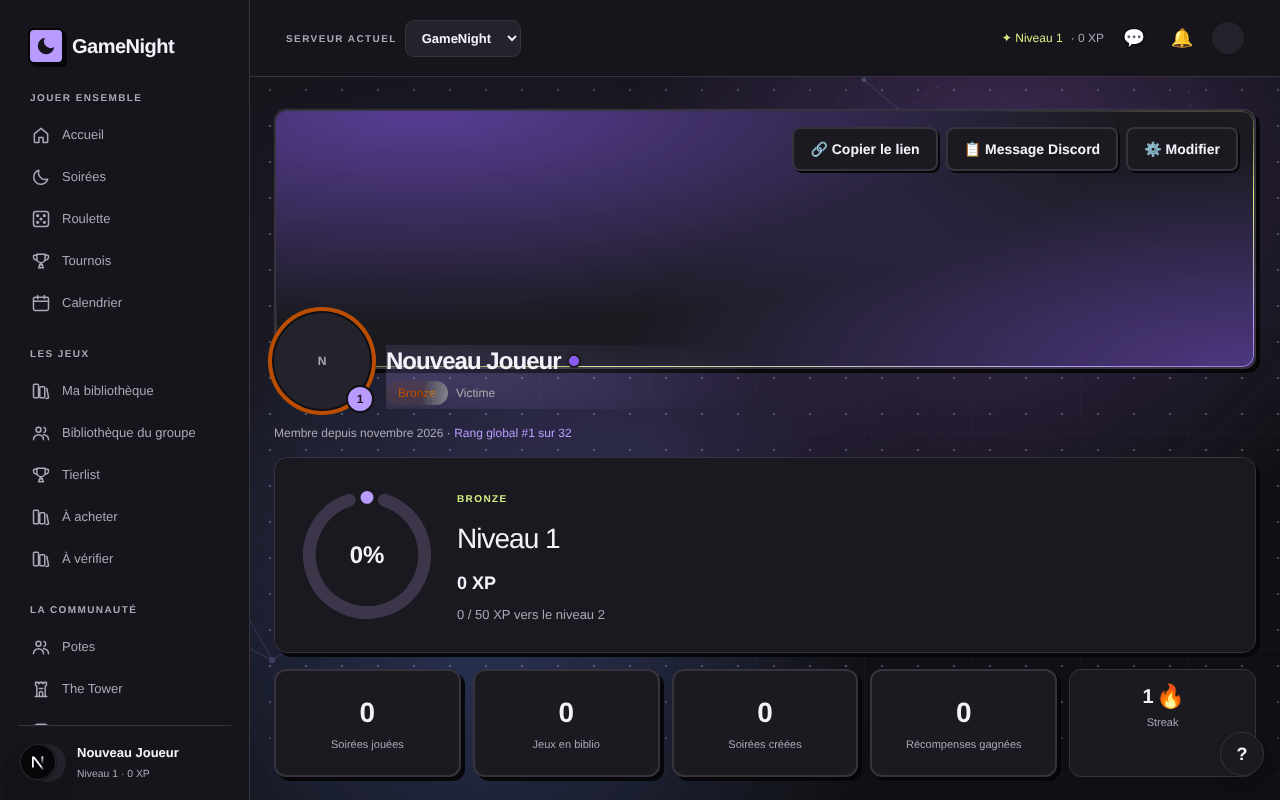 GameNight
SERVEUR ACTUEL
GameNight
✦ Niveau 1 · 0 XP
JOUER ENSEMBLE
Accueil
Soirées
Roulette
Tournois
Calendrier
LES JEUX
Ma bibliothèque
Bibliothèque du groupe
Tierlist
À acheter
À vérifier
LA COMMUNAUTÉ
Potes
The Tower
N
Nouveau Joueur
Niveau 1 · 0 XP
🔗 Copier le lien
📋 Message Discord
⚙️ Modifier
N
1
Nouveau Joueur
Bronze
Victime
Membre depuis novembre 2026 · Rang global #1 sur 32
0%
BRONZE
Niveau 1
0 XP
0 / 50 XP vers le niveau 2
0
Soirées jouées
0
Jeux en biblio
0
Soirées créées
0
Récompenses gagnées
1 🔥
Streak
?